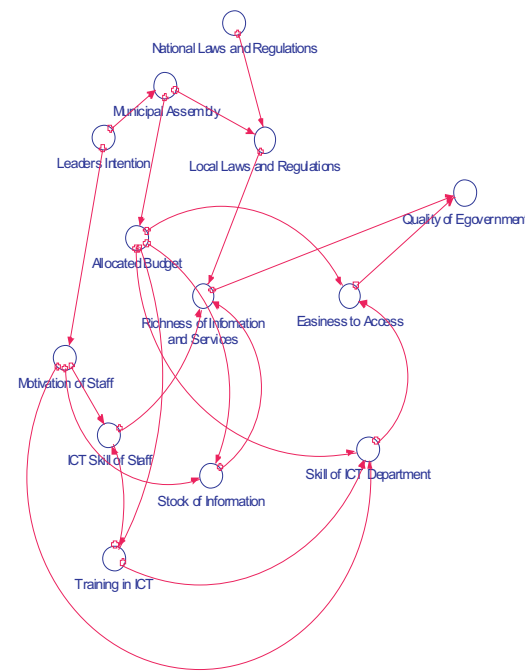 National Laws and Regulations
Municipal Assembly
Leaders Intention
Local Laws and Regulations
Quality of Egovernment
Allocated Budget
Richness of Infomation
and Services
Easiness to Access
Motivation of Staff
ICT Skill of Staff
Skill of ICT Department
Stock of Information
Training in ICT